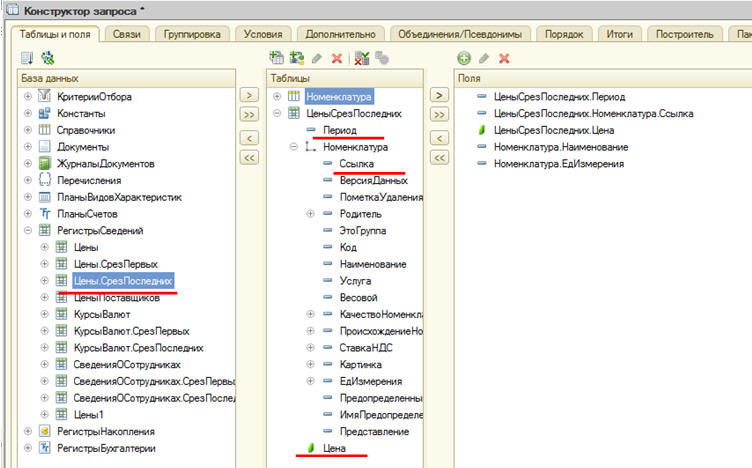 Конструктор запроса *
Таблицы и поля
Связи
Группировка
Условия
Дополнительно
Объединения/Псевдонимы
Порядок
Итоги
Построитель
Пак
База данных
КритерииОтбора
Константы
Справочники
Документы
ЖурналыДокументов
Перечисления
ПланыВидовХарактеристик
ПланыСчетов
РегистрыСведений
Цены
Цены.СрезПервых
Цены.СрезПоследних
ЦеныПоставщиков
КурсыВалют
КурсыВалют.СрезПервых
КурсыВалют.СрезПоследних
СведенияОСотрудниках
СведенияОСотрудниках.СрезПервы
СведенияОСотрудниках.СрезПослед
Цены1
РегистрыНакопления
РегистрыБухгалтерии
Таблицы
Номенклатура
ЦеныСрезПоследних
Период
Номенклатура
Ссылка
ВерсияДанных
ПометкаУдаления
Родитель
ЭтоГруппа
Код
Наименование
Услуга
Весовой
КачествоНоменкл
ПроисхождениеНо
СтавкаНДС
Картинка
ЕдИзмерения
Предопределенны
ИмяПредопределе
Представление
Цена
Поля
ЦеныСрезПоследних.Период
ЦеныСрезПоследних.Номенклатура.Ссылка
ЦеныСрезПоследних.Цена
Номенклатура.Наименование
Номенклатура.ЕдИзмерения